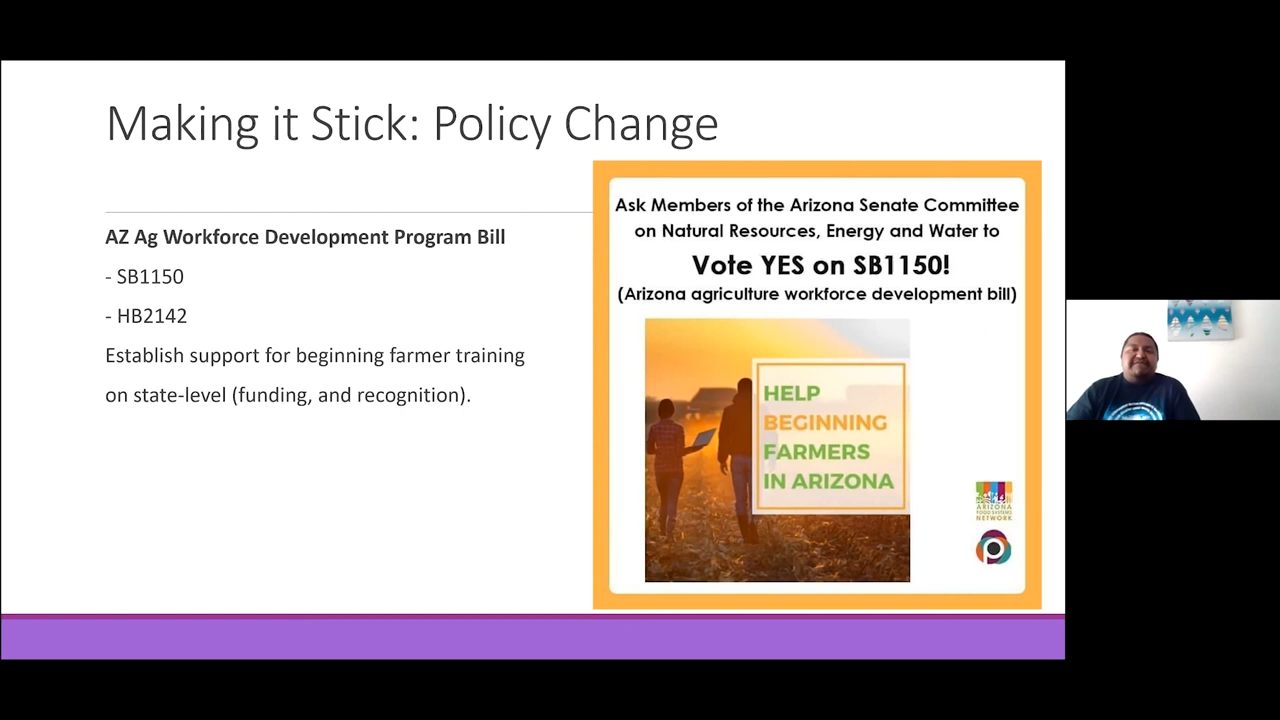 Making it Stick: Policy Change
AZ Ag Workforce Development Program Bill
- SB1150
- HB2142
Establish support for beginning farmer training
on state-level (funding, and recognition).
Ask Members of the Arizona Senate Committee
on Natural Resources, Energy and Water to
Vote YES on SB1150!
(Arizona agriculture workforce development bill)
HELP
BEGINNING
FARMERS
IN ARIZONA
ARIZONA
FOOD SYSTEMS
NETWORK
p